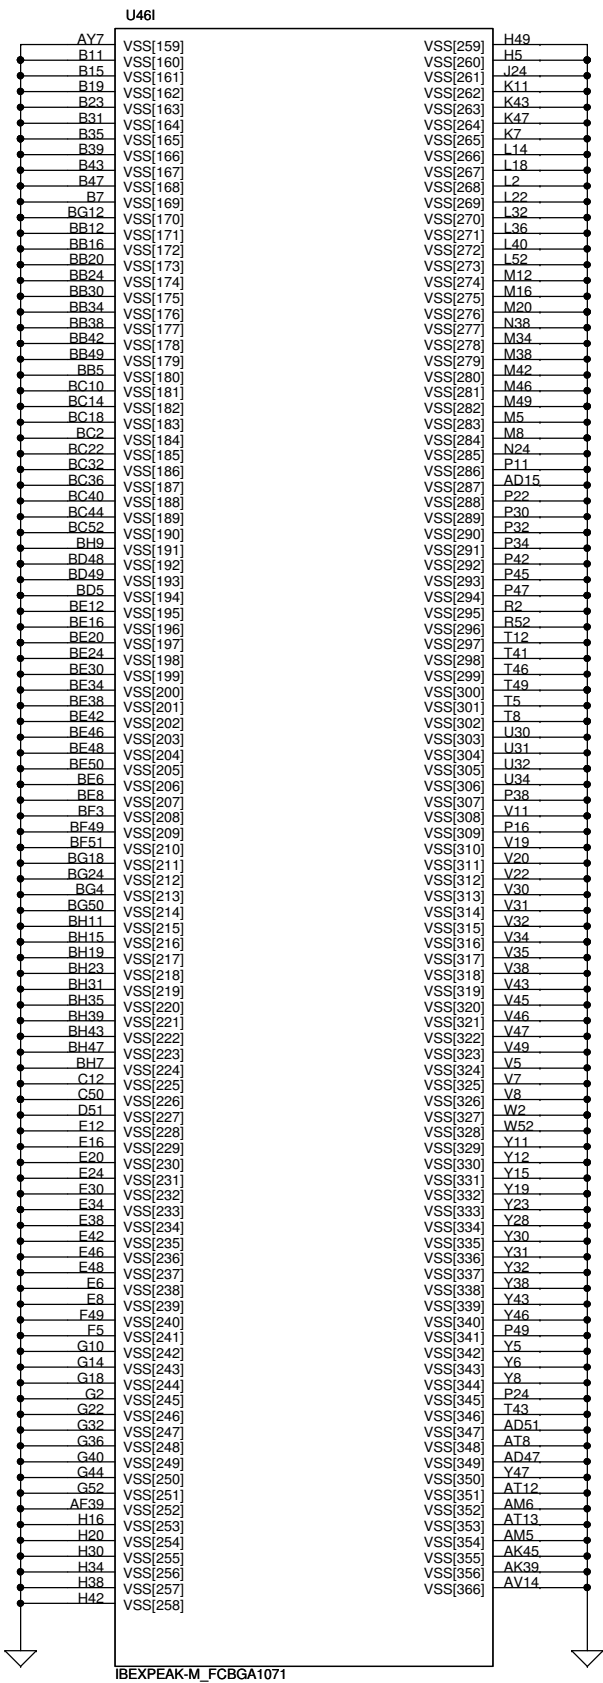 U46I
AY7 VSS[159] VSS[259] H49
B11 VSS[160] VSS[260] H5
B15 VSS[161] VSS[261] J24
B19 VSS[162] VSS[262] K11
B23 VSS[163] VSS[263] K43
B31 VSS[164] VSS[264] K47
B35 VSS[165] VSS[265] K7
B39 VSS[166] VSS[266] L14
B43 VSS[167] VSS[267] L18
B47 VSS[168] VSS[268] L2
B7 VSS[169] VSS[269] L22
BG12 VSS[170] VSS[270] L32
BB12 VSS[171] VSS[271] L36
BB16 VSS[172] VSS[272] L40
BB20 VSS[173] VSS[273] L52
BB24 VSS[174] VSS[274] M12
BB30 VSS[175] VSS[275] M16
BB34 VSS[176] VSS[276] M20
BB38 VSS[177] VSS[277] N38
BB42 VSS[178] VSS[278] M34
BB49 VSS[179] VSS[279] M38
BB5 VSS[180] VSS[280] M42
BC10 VSS[181] VSS[281] M46
BC14 VSS[182] VSS[282] M49
BC18 VSS[183] VSS[283] M5
BC2 VSS[184] VSS[284] M8
BC22 VSS[185] VSS[285] N24
BC32 VSS[186] VSS[286] P11
BC36 VSS[187] VSS[287] AD15
BC40 VSS[188] VSS[288] P22
BC44 VSS[189] VSS[289] P30
BC52 VSS[190] VSS[290] P32
BH9 VSS[191] VSS[291] P34
BD48 VSS[192] VSS[292] P42
BD49 VSS[193] VSS[293] P45
BD5 VSS[194] VSS[294] P47
BE12 VSS[195] VSS[295] R2
BE16 VSS[196] VSS[296] R52
BE20 VSS[197] VSS[297] T12
BE24 VSS[198] VSS[298] T41
BE30 VSS[199] VSS[299] T46
BE34 VSS[200] VSS[300] T49
BE38 VSS[201] VSS[301] T5
BE42 VSS[202] VSS[302] T8
BE46 VSS[203] VSS[303] U30
BE48 VSS[204] VSS[304] U31
BE50 VSS[205] VSS[305] U32
BE6 VSS[206] VSS[306] U34
BE8 VSS[207] VSS[307] P38
BF3 VSS[208] VSS[308] V11
BF49 VSS[209] VSS[309] P16
BF51 VSS[210] VSS[310] V19
BG18 VSS[211] VSS[311] V20
BG24 VSS[212] VSS[312] V22
BG4 VSS[213] VSS[313] V30
BG50 VSS[214] VSS[314] V31
BH11 VSS[215] VSS[315] V32
BH15 VSS[216] VSS[316] V34
BH19 VSS[217] VSS[317] V35
BH23 VSS[218] VSS[318] V38
BH31 VSS[219] VSS[319] V43
BH35 VSS[220] VSS[320] V45
BH39 VSS[221] VSS[321] V46
BH43 VSS[222] VSS[322] V47
BH47 VSS[223] VSS[323] V49
BH7 VSS[224] VSS[324] V5
C12 VSS[225] VSS[325] V7
C50 VSS[226] VSS[326] V8
D51 VSS[227] VSS[327] W2
E12 VSS[228] VSS[328] W52
E16 VSS[229] VSS[329] Y11
E20 VSS[230] VSS[330] Y12
E24 VSS[231] VSS[331] Y15
E30 VSS[232] VSS[332] Y19
E34 VSS[233] VSS[333] Y23
E38 VSS[234] VSS[334] Y28
E42 VSS[235] VSS[335] Y30
E46 VSS[236] VSS[336] Y31
E48 VSS[237] VSS[337] Y32
E6 VSS[238] VSS[338] Y38
E8 VSS[239] VSS[339] Y43
F49 VSS[240] VSS[340] Y46
F5 VSS[241] VSS[341] P49
G10 VSS[242] VSS[342] Y5
G14 VSS[243] VSS[343] Y6
G18 VSS[244] VSS[344] Y8
G2 VSS[245] VSS[345] P24
G22 VSS[246] VSS[346] T43
G32 VSS[247] VSS[347] AD51
G36 VSS[248] VSS[348] AT8
G40 VSS[249] VSS[349] AD47
G44 VSS[250] VSS[350] Y47
G52 VSS[251] VSS[351] AT12
AF39 VSS[252] VSS[352] AM6
H16 VSS[253] VSS[353] AT13
H20 VSS[254] VSS[354] AM5
H30 VSS[255] VSS[355] AK45
H34 VSS[256] VSS[356] AK39
H38 VSS[257] VSS[366] AV14
H42 VSS[258]
IBEXPEAK-M_FCBGA1071